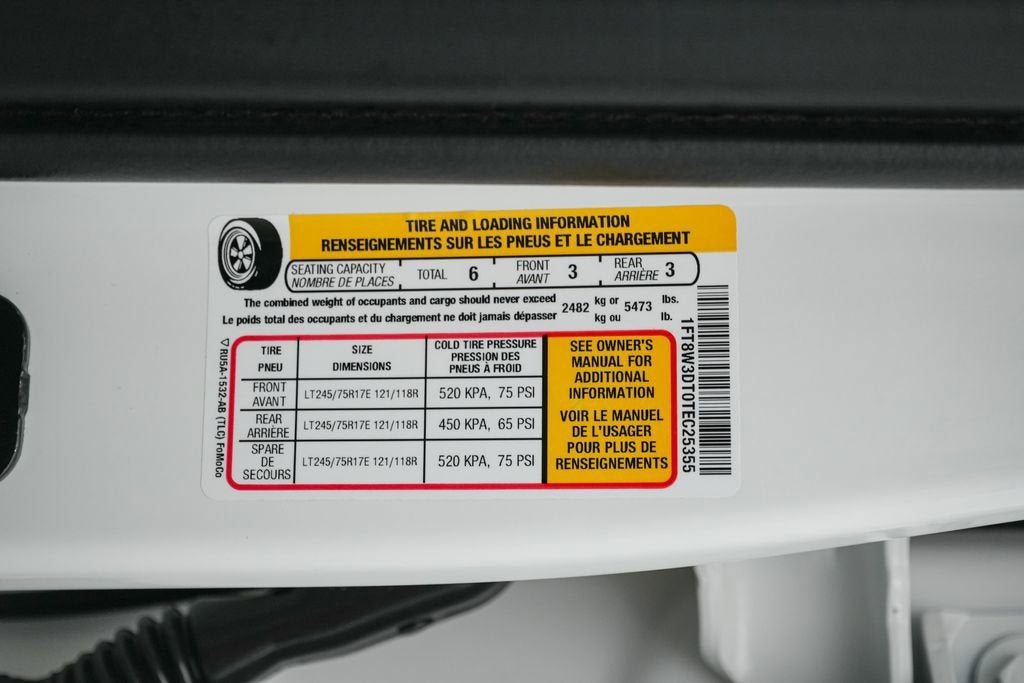 TIRE AND LOADING INFORMATION
RENSEIGNEMENTS SUR LES PNEUS ET LE CHARGEMENT
SEATING CAPACITY TOTAL 6 FRONT 3 REAR 3
NOMBRE DE PLACES AVANT ARRIÈRE
The combined weight of occupants and cargo should never exceed 2482 kg or 5473 lbs.
Le poids total des occupants et du chargement ne doit jamais dépasser kg ou lb.
TIRE SIZE COLD TIRE PRESSURE
PNEU DIMENSIONS PRESSION DES
PNEUS À FROID
FRONT
AVANT LT245/75R17E 121/118R 520 KPA, 75 PSI
REAR
ARRIÈRE LT245/75R17E 121/118R 450 KPA, 65 PSI
SPARE
DE
SECOURS LT245/75R17E 121/118R 520 KPA, 75 PSI
SEE OWNER'S
MANUAL FOR
ADDITIONAL
INFORMATION
VOIR LE MANUEL
DE L'USAGER
POUR PLUS DE
RENSEIGNEMENTS
RU5A-1532-AB (TLC) FoMoCo
1FT8W3DT0TEC25355